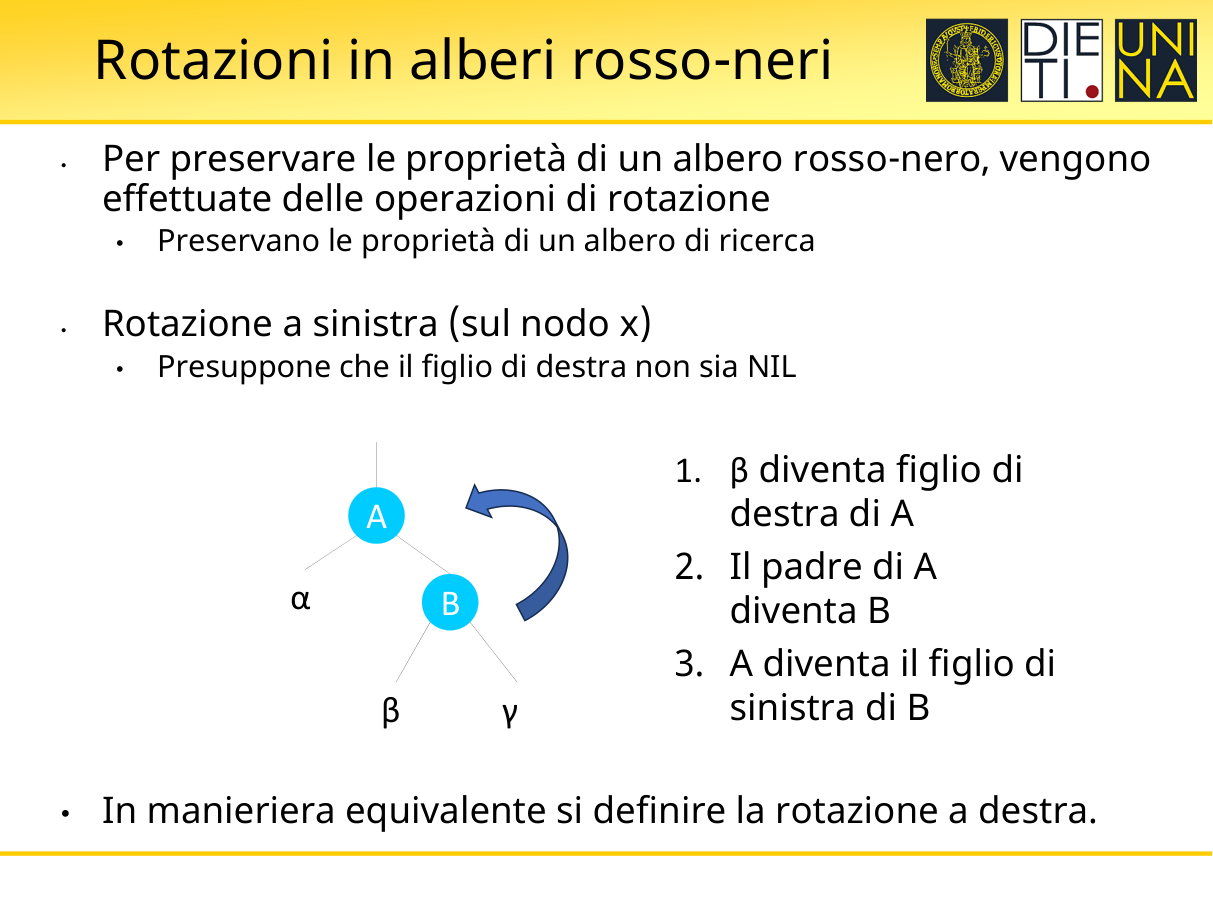 Rotazioni in alberi rosso-neri
DIE
TI.
UNI
NA
• Per preservare le proprietà di un albero rosso-nero, vengono
effettuate delle operazioni di rotazione
• Preservano le proprietà di un albero di ricerca
• Rotazione a sinistra (sul nodo x)
• Presuppone che il figlio di destra non sia NIL
A
α
B
β
γ
1. β diventa figlio di
destra di A
2. Il padre di A
diventa B
3. A diventa il figlio di
sinistra di B
• In manieriera equivalente si definire la rotazione a destra.